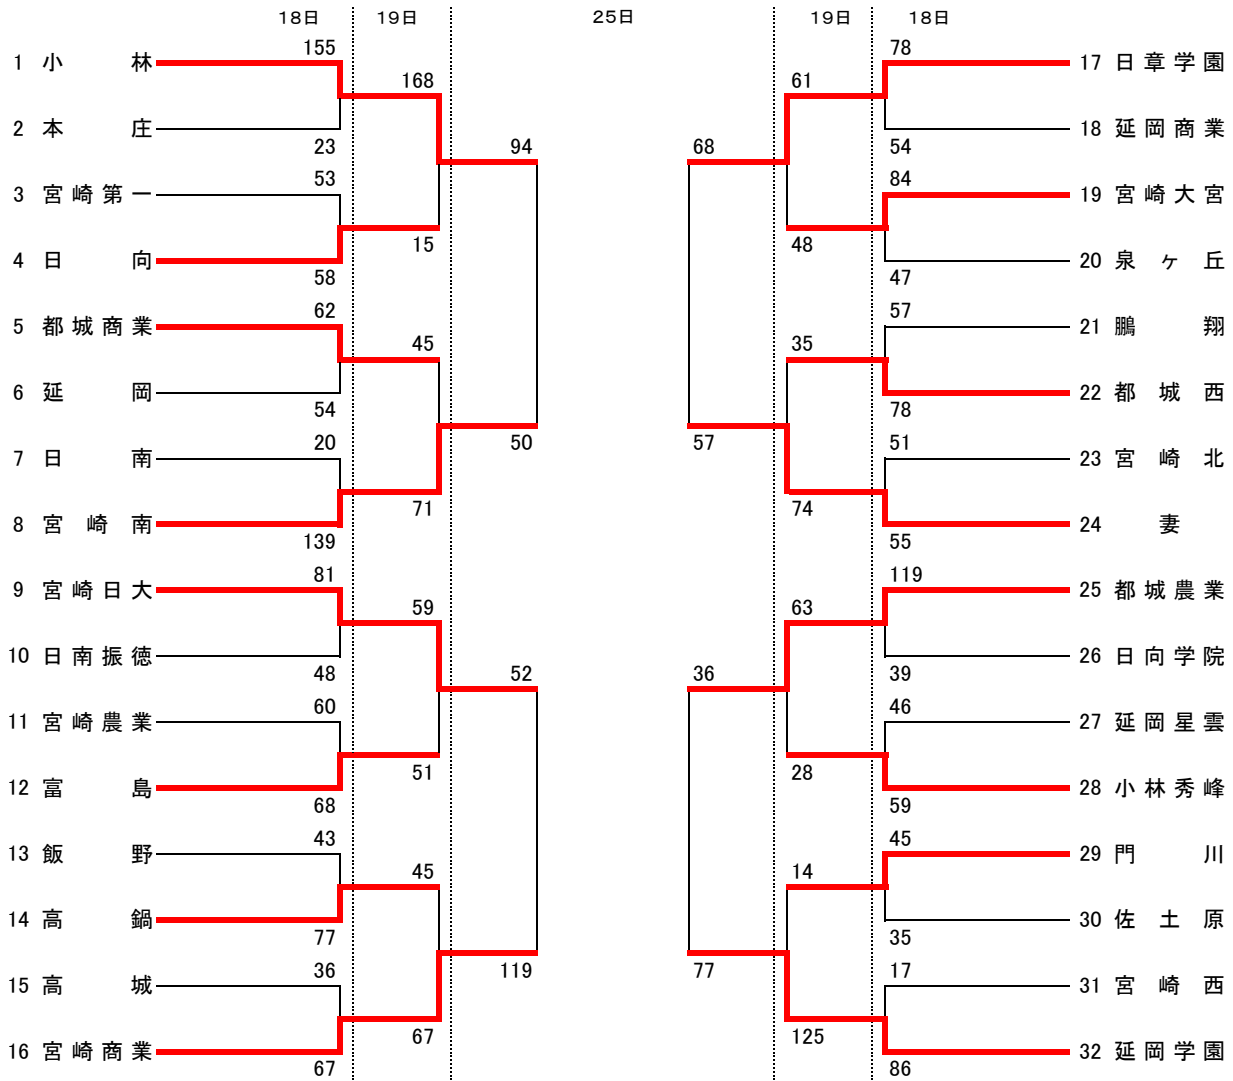 18日 19日 25日 19日 18日
155 78
1 小林 17 日章学園
168 61
2 本庄 18 延岡商業
23 94 68 54
53 84
3 宮崎第一 19 宮崎大宮
15 48
4 日向 20 泉ヶ丘
58 47
62 57
5 都城商業 21 鵬翔
45 35
6 延岡 22 都城西
54 78
20 50 57 51
7 日南 23 宮崎北
71 74
8 宮崎南 24 妻
139 55
81 119
9 宮崎日大 25 都城農業
59 63
10 日南振徳 26 日向学院
48 52 36 39
60 46
11 宮崎農業 27 延岡星雲
51 28
12 富島 28 小林秀峰
68 59
43 45
13 飯野 29 門川
45 14
14 高鍋 30 佐土原
77 35
36 119 77 17
15 高城 31 宮崎西
67 125
16 宮崎商業 32 延岡学園
67 86